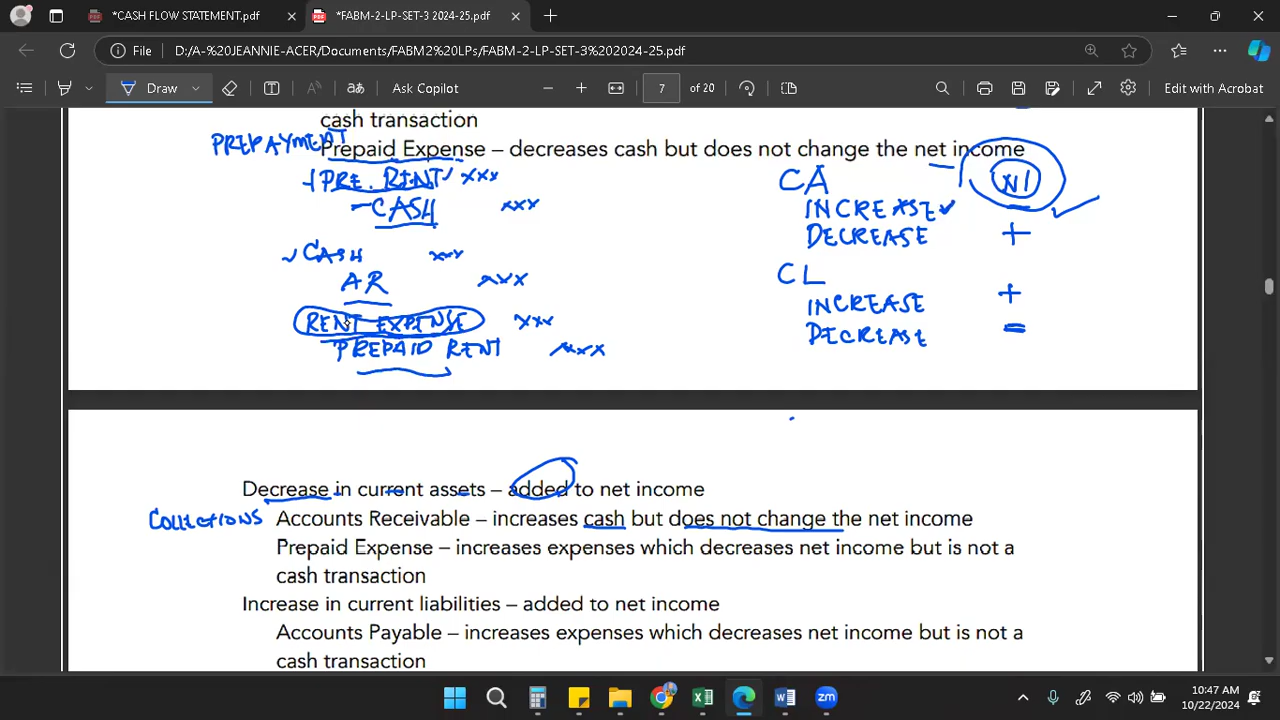 *CASH FLOW STATEMENT.pdf
*FABM-2-LP-SET-3 2024-25.pdf
File
D:/A-%20JEANNIE-ACER/Documents/FABM2%20LPs/FABM-2-LP-SET-3%202024-25.pdf
Draw
Ask Copilot
7
of 20
Edit with Acrobat
cash transaction
PREPAYMENT
Prepaid Expense – decreases cash but does not change the net income
PRE. RENT xxx
CASH xxx
CASH xxx
AR xxx
RENT EXPENSE xxx
PREPAID RENT xxx
CA
INCREASE
DECREASE +
CL
INCREASE +
DECREASE =
Decrease in current assets – added to net income
COLLECTIONS
Accounts Receivable – increases cash but does not change the net income
Prepaid Expense – increases expenses which decreases net income but is not a
cash transaction
Increase in current liabilities – added to net income
Accounts Payable – increases expenses which decreases net income but is not a
cash transaction
10:47 AM
10/22/2024